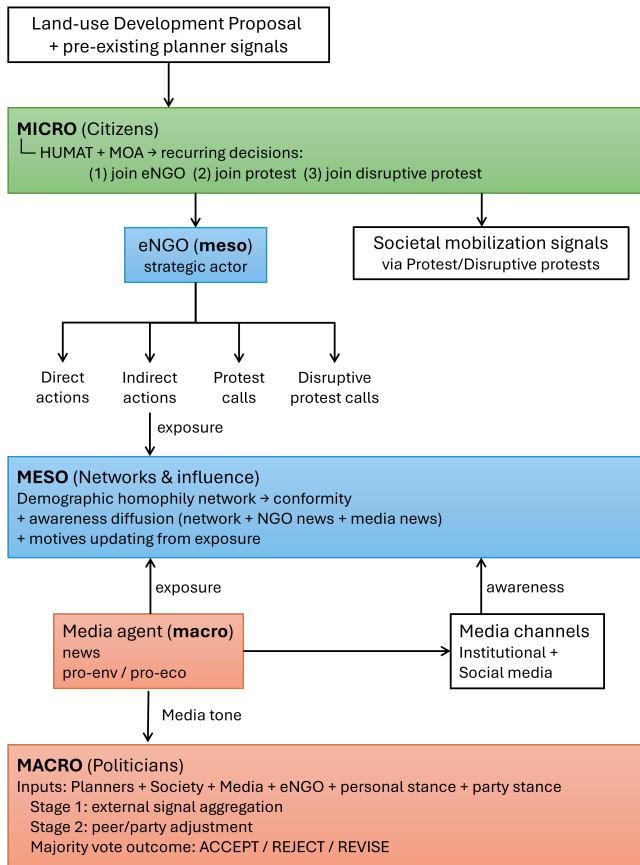 Land-use Development Proposal
+ pre-existing planner signals
MICRO (Citizens)
HUMAT + MOA → recurring decisions:
(1) join eNGO (2) join protest (3) join disruptive protest
eNGO (meso)
strategic actor
Societal mobilization signals
via Protest/Disruptive protests
Direct
actions
Indirect
actions
Protest
calls
Disruptive
protest calls
exposure
MESO (Networks & influence)
Demographic homophily network → conformity
+ awareness diffusion (network + NGO news + media news)
+ motives updating from exposure
exposure
awareness
Media agent (macro)
news
pro-env / pro-eco
Media channels
Institutional +
Social media
Media tone
MACRO (Politicians)
Inputs: Planners + Society + Media + eNGO + personal stance + party stance
Stage 1: external signal aggregation
Stage 2: peer/party adjustment
Majority vote outcome: ACCEPT / REJECT / REVISE